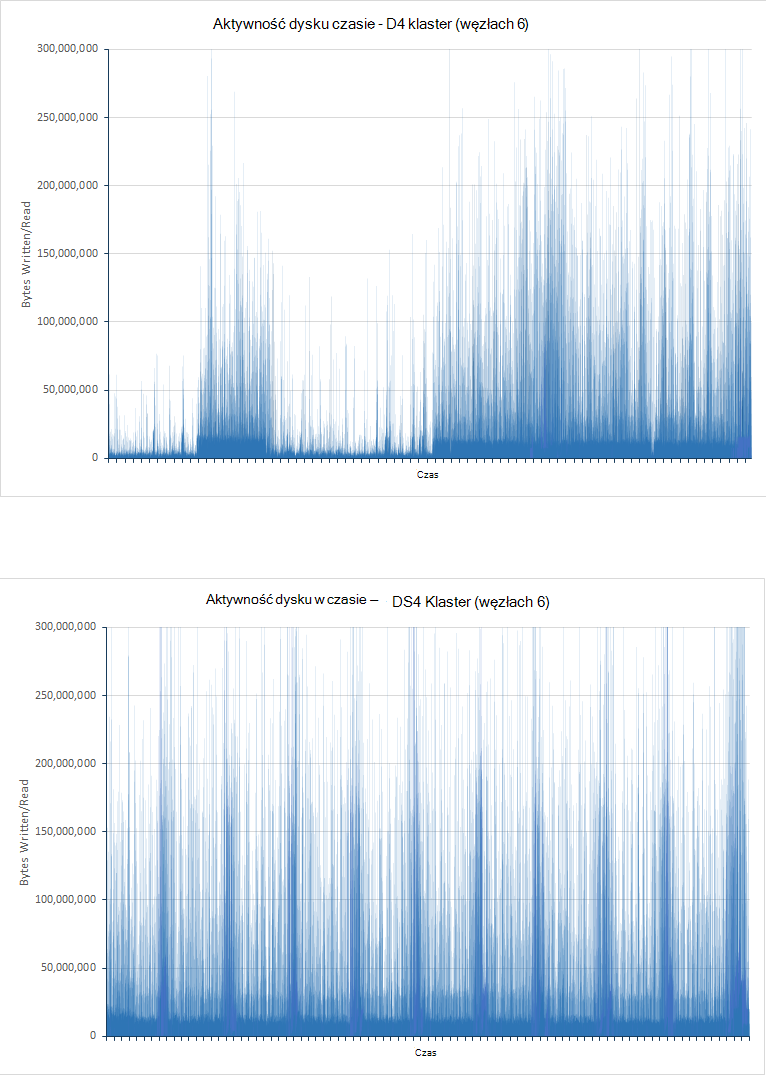 Aktywność dysku czasie - D4 klaster (węzłach 6)
300,000,000
250,000,000
200,000,000
150,000,000
100,000,000
50,000,000
0
Bytes Written/Read
Czas
Aktywność dysku w czasie – DS4 Klaster (węzłach 6)
300,000,000
250,000,000
200,000,000
150,000,000
100,000,000
50,000,000
0
Bytes Written/Read
Czas